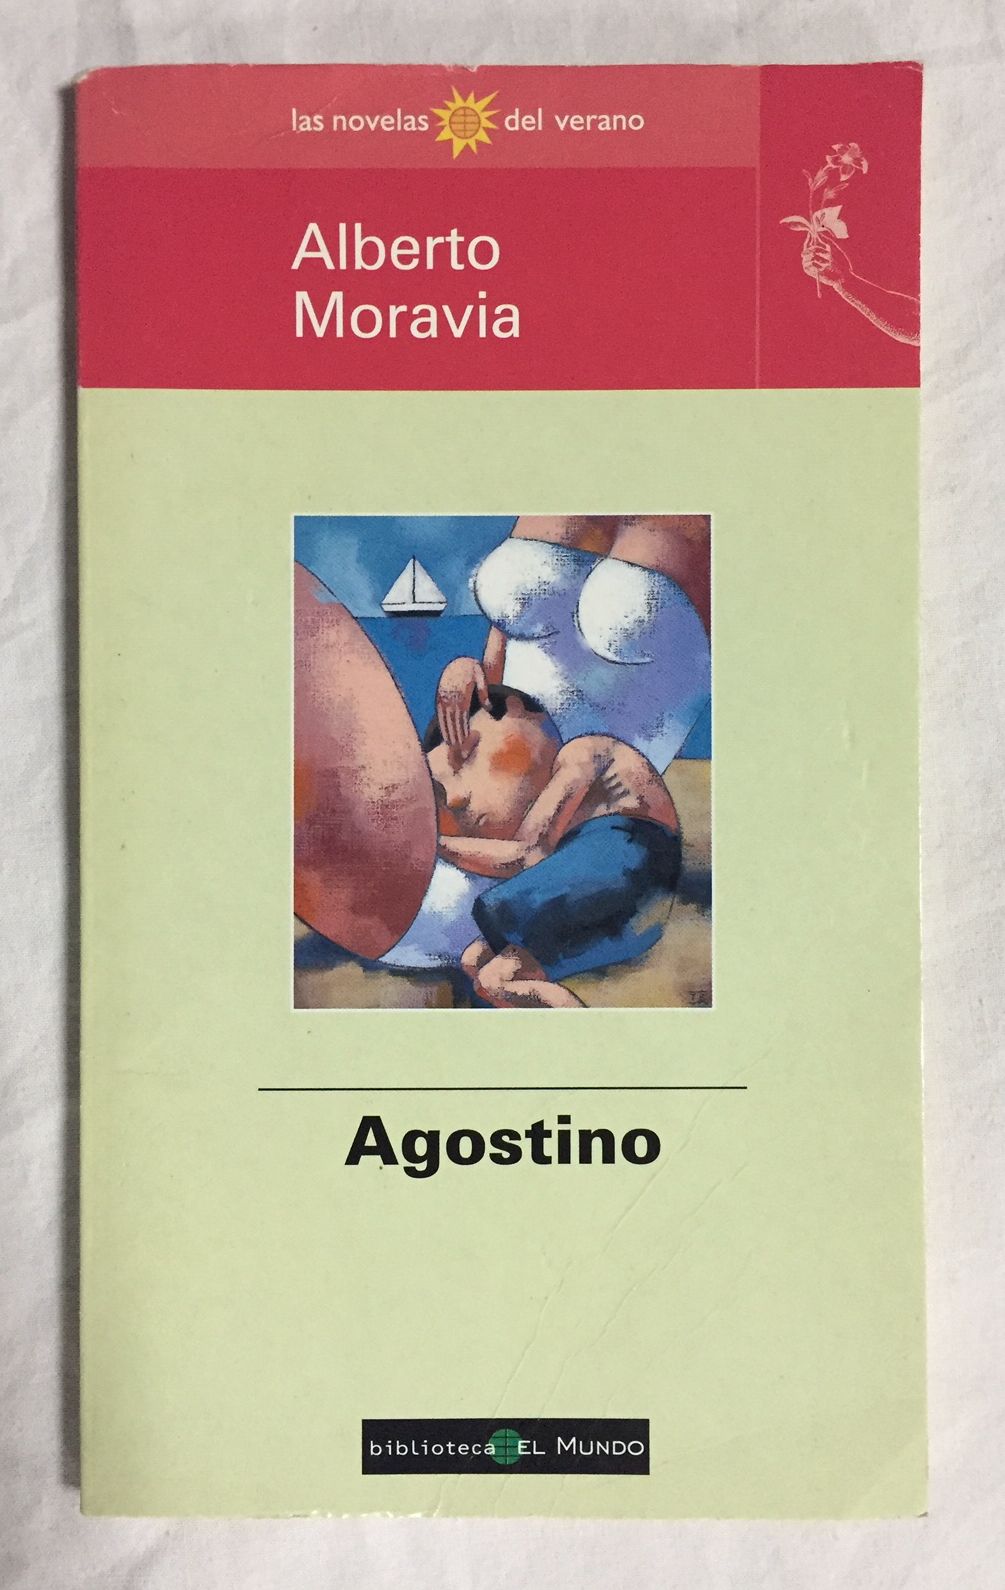 las novelas del verano
Alberto
Moravia
Agostino
biblioteca EL MUNDO